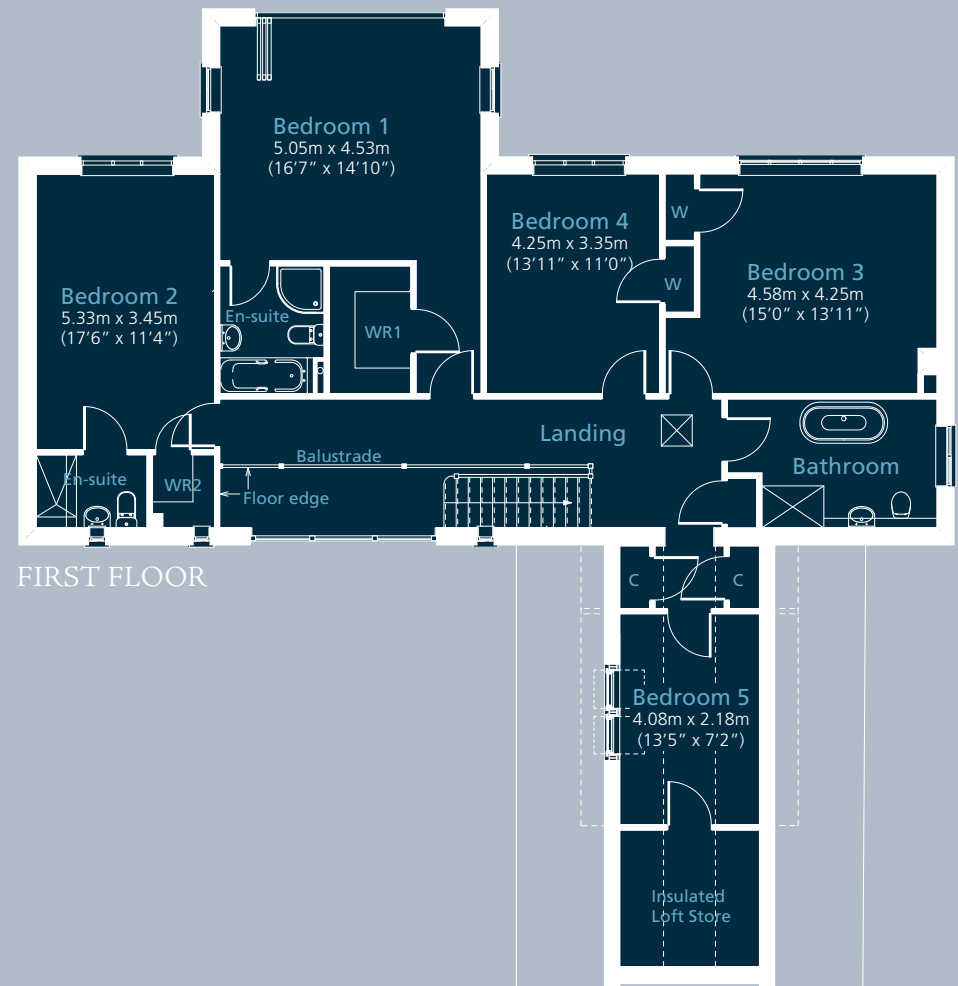 Bedroom 1
5.05m x 4.53m
(16’7” x 14’10”)
Bedroom 4
4.25m x 3.35m
(13’11” x 11’0”)
W
W
Bedroom 3
4.58m x 4.25m
(15’0” x 13’11”)
Bedroom 2
5.33m x 3.45m
(17’6” x 11’4”)
En-suite
WR1
Landing
Balustrade
Floor edge
Bathroom
En-suite
WR2
FIRST FLOOR
C
C
Bedroom 5
4.08m x 2.18m
(13’5” x 7’2”)
Insulated
Loft Store